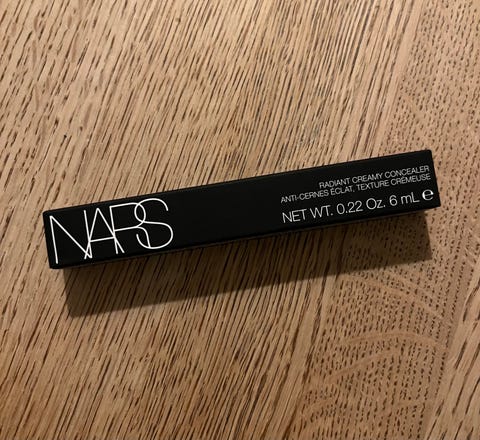 NARS
RADIANT CREAMY CONCEALER
ANTI-CERNES ÉCLAT, TEXTURE CRÉMEUSE
NET WT. 0.22 Oz. 6 mL ℮